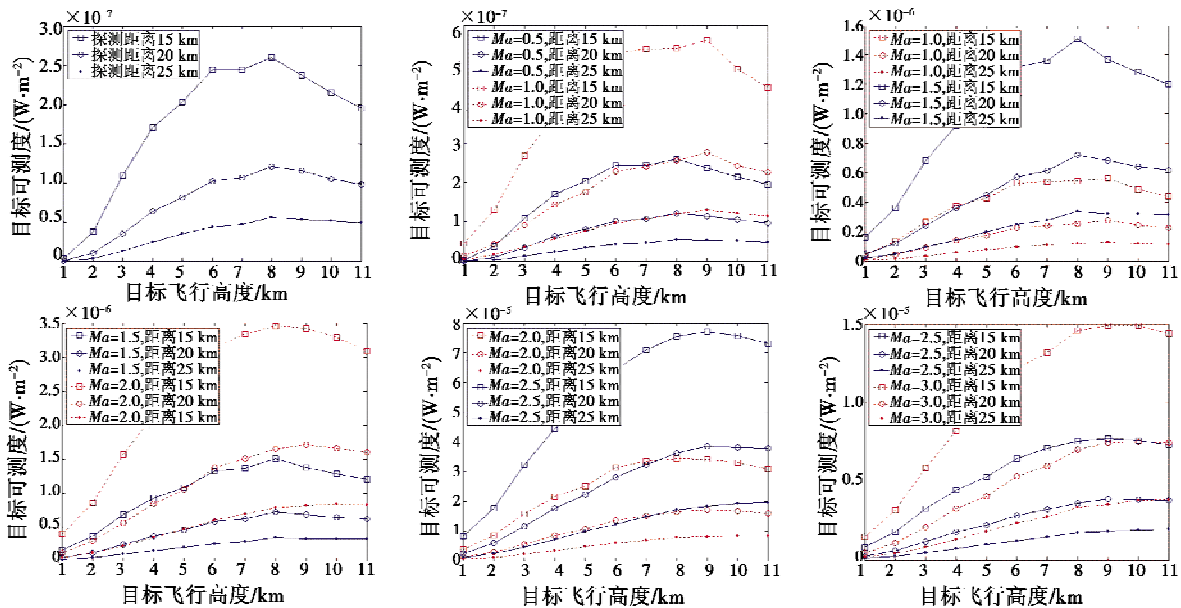 ×10⁻⁷
3.0
2.5
2.0
1.5
1.0
0.5
0
目标可测度/(W·m⁻²)
探测距离15 km
探测距离20 km
探测距离25 km
1 2 3 4 5 6 7 8 9 10 11
目标飞行高度/km
×10⁻⁷
6
5
4
3
2
1
0
目标可测度/(W·m⁻²)
Ma=0.5,距离15 km
Ma=0.5,距离20 km
Ma=0.5,距离25 km
Ma=1.0,距离15 km
Ma=1.0,距离20 km
Ma=1.0,距离25 km
1 2 3 4 5 6 7 8 9 10 11
目标飞行高度/km
×10⁻⁶
1.6
1.4
1.2
1.0
0.8
0.6
0.4
0.2
0
目标可测度/(W·m⁻²)
Ma=1.0,距离15 km
Ma=1.0,距离20 km
Ma=1.0,距离25 km
Ma=1.5,距离15 km
Ma=1.5,距离20 km
Ma=1.5,距离25 km
1 2 3 4 5 6 7 8 9 10 11
目标飞行高度/km
×10⁻⁶
3.5
3.0
2.5
2.0
1.5
1.0
0.5
0
目标可测度/(W·m⁻²)
Ma=1.5,距离15 km
Ma=1.5,距离20 km
Ma=1.5,距离25 km
Ma=2.0,距离15 km
Ma=2.0,距离20 km
Ma=2.0,距离15 km
1 2 3 4 5 6 7 8 9 10 11
目标飞行高度/km
×10⁻⁵
8
7
6
5
4
3
2
1
0
目标可测度/(W·m⁻²)
Ma=2.0,距离15 km
Ma=2.0,距离20 km
Ma=2.0,距离25 km
Ma=2.5,距离15 km
Ma=2.5,距离20 km
Ma=2.5,距离25 km
1 2 3 4 5 6 7 8 9 10 11
目标飞行高度/km
×10⁻⁵
1.5
1.0
0.5
0
目标可测度/(W·m⁻²)
Ma=2.5,距离15 km
Ma=2.5,距离20 km
Ma=2.5,距离25 km
Ma=3.0,距离15 km
Ma=3.0,距离20 km
Ma=3.0,距离25 km
1 2 3 4 5 6 7 8 9 10 11
目标飞行高度/km